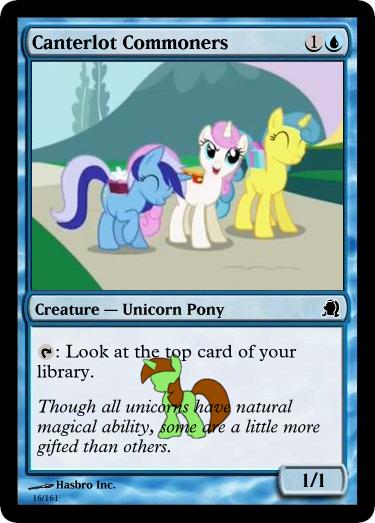 Canterlot Commoners 1
Creature — Unicorn Pony
: Look at the top card of your
library.
Though all unicorns have natural
magical ability, some are a little more
gifted than others.
1/1
Hasbro Inc.
16/161